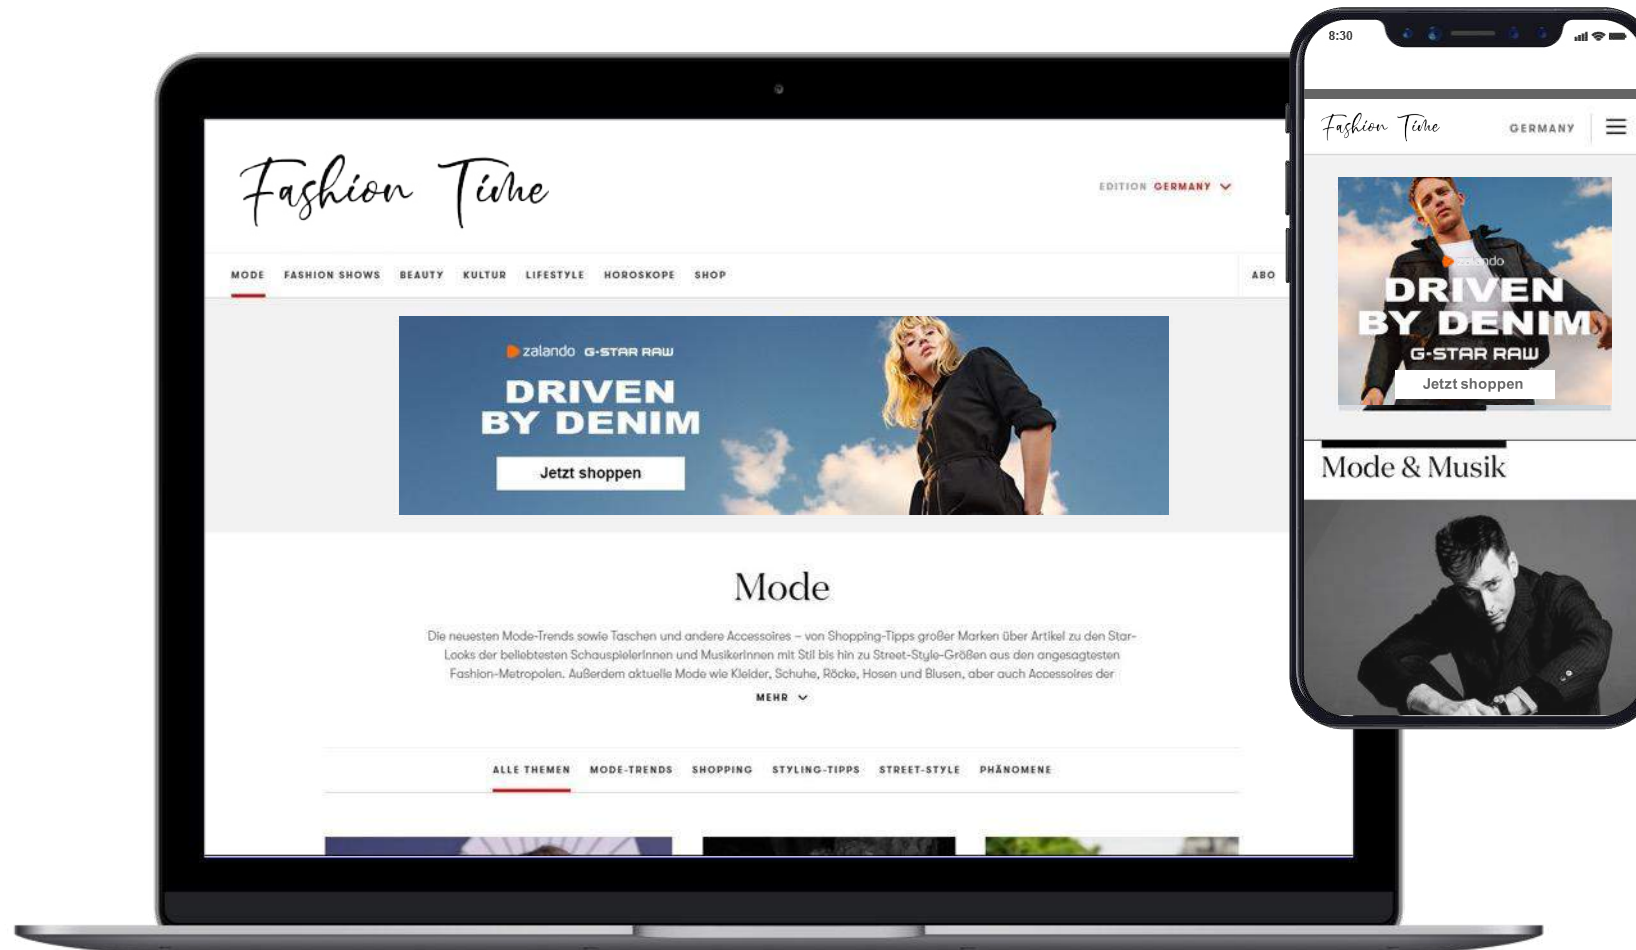 Fashion Time
EDITION GERMANY
MODE FASHION SHOWS BEAUTY KULTUR LIFESTYLE HOROSKOPE SHOP ABO
zalando G-STAR RAW
DRIVEN
BY DENIM
Jetzt shoppen
Mode
Die neuesten Mode-Trends sowie Taschen und andere Accessoires – von Shopping-Tipps großer Marken über Artikel zu den Star-
Looks der beliebtesten SchauspielerInnen und MusikerInnen mit Stil bis hin zu Street-Style-Größen aus den angesagtesten
Fashion-Metropolen. Außerdem aktuelle Mode wie Kleider, Schuhe, Röcke, Hosen und Blusen, aber auch Accessoires der
MEHR
ALLE THEMEN MODE-TRENDS SHOPPING STYLING-TIPPS STREET-STYLE PHÄNOMENE
8:30
Fashion Time GERMANY
zalando
DRIVEN
BY DENIM
G-STAR RAW
Jetzt shoppen
Mode & Musik